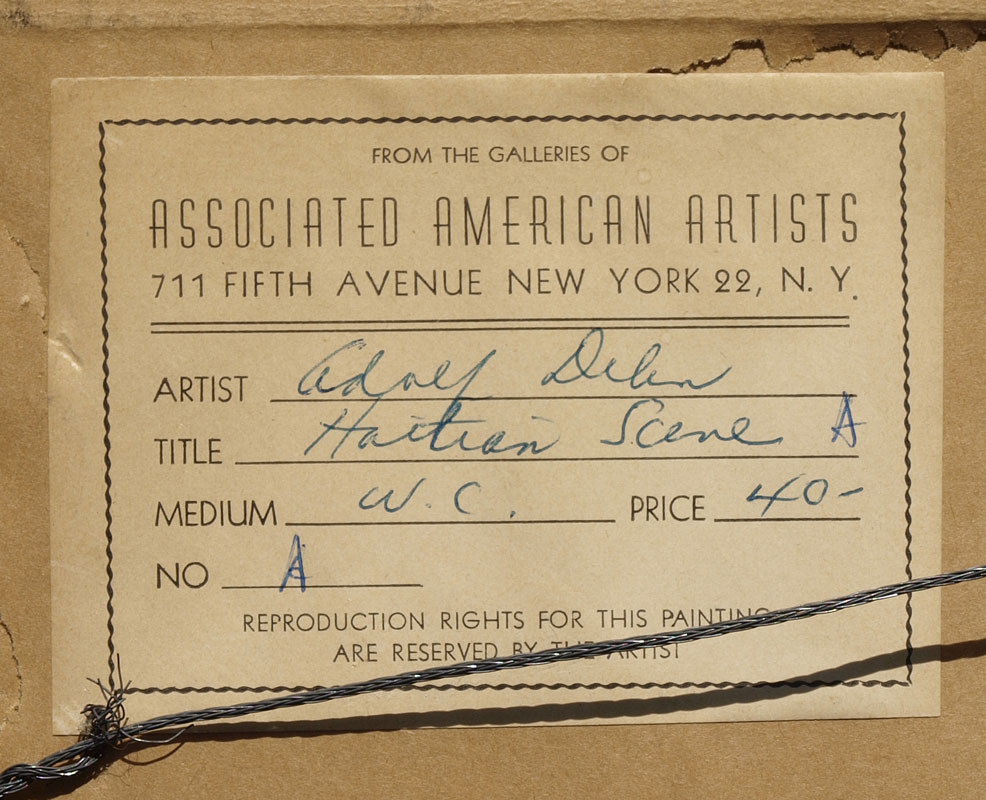 FROM THE GALLERIES OF
ASSOCIATED AMERICAN ARTISTS
711 FIFTH AVENUE NEW YORK 22, N. Y.
ARTIST Adolf Dehn
TITLE Haitian Scene A
MEDIUM W. C. PRICE 40-
NO A
REPRODUCTION RIGHTS FOR THIS PAINTING
ARE RESERVED BY THE ARTIST